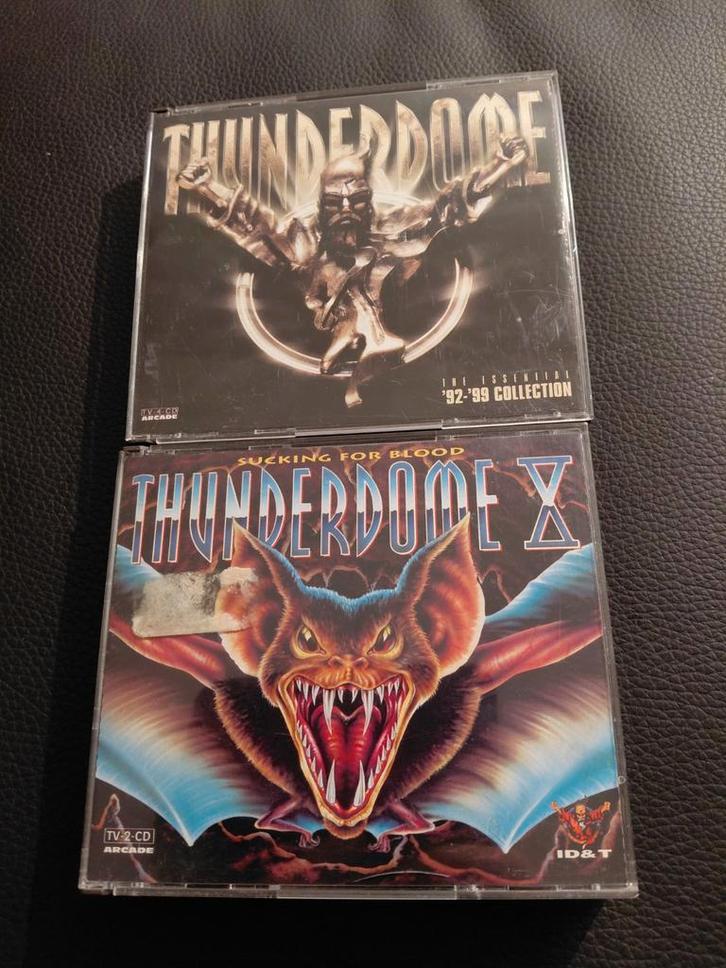 THUNDERDOME
THE ESSENTIAL
'92-'99 COLLECTION
TV-4-CD
ARCADE
SUCKING FOR BLOOD
THUNDERDOME X
TV-2-CD
ARCADE
ID&T